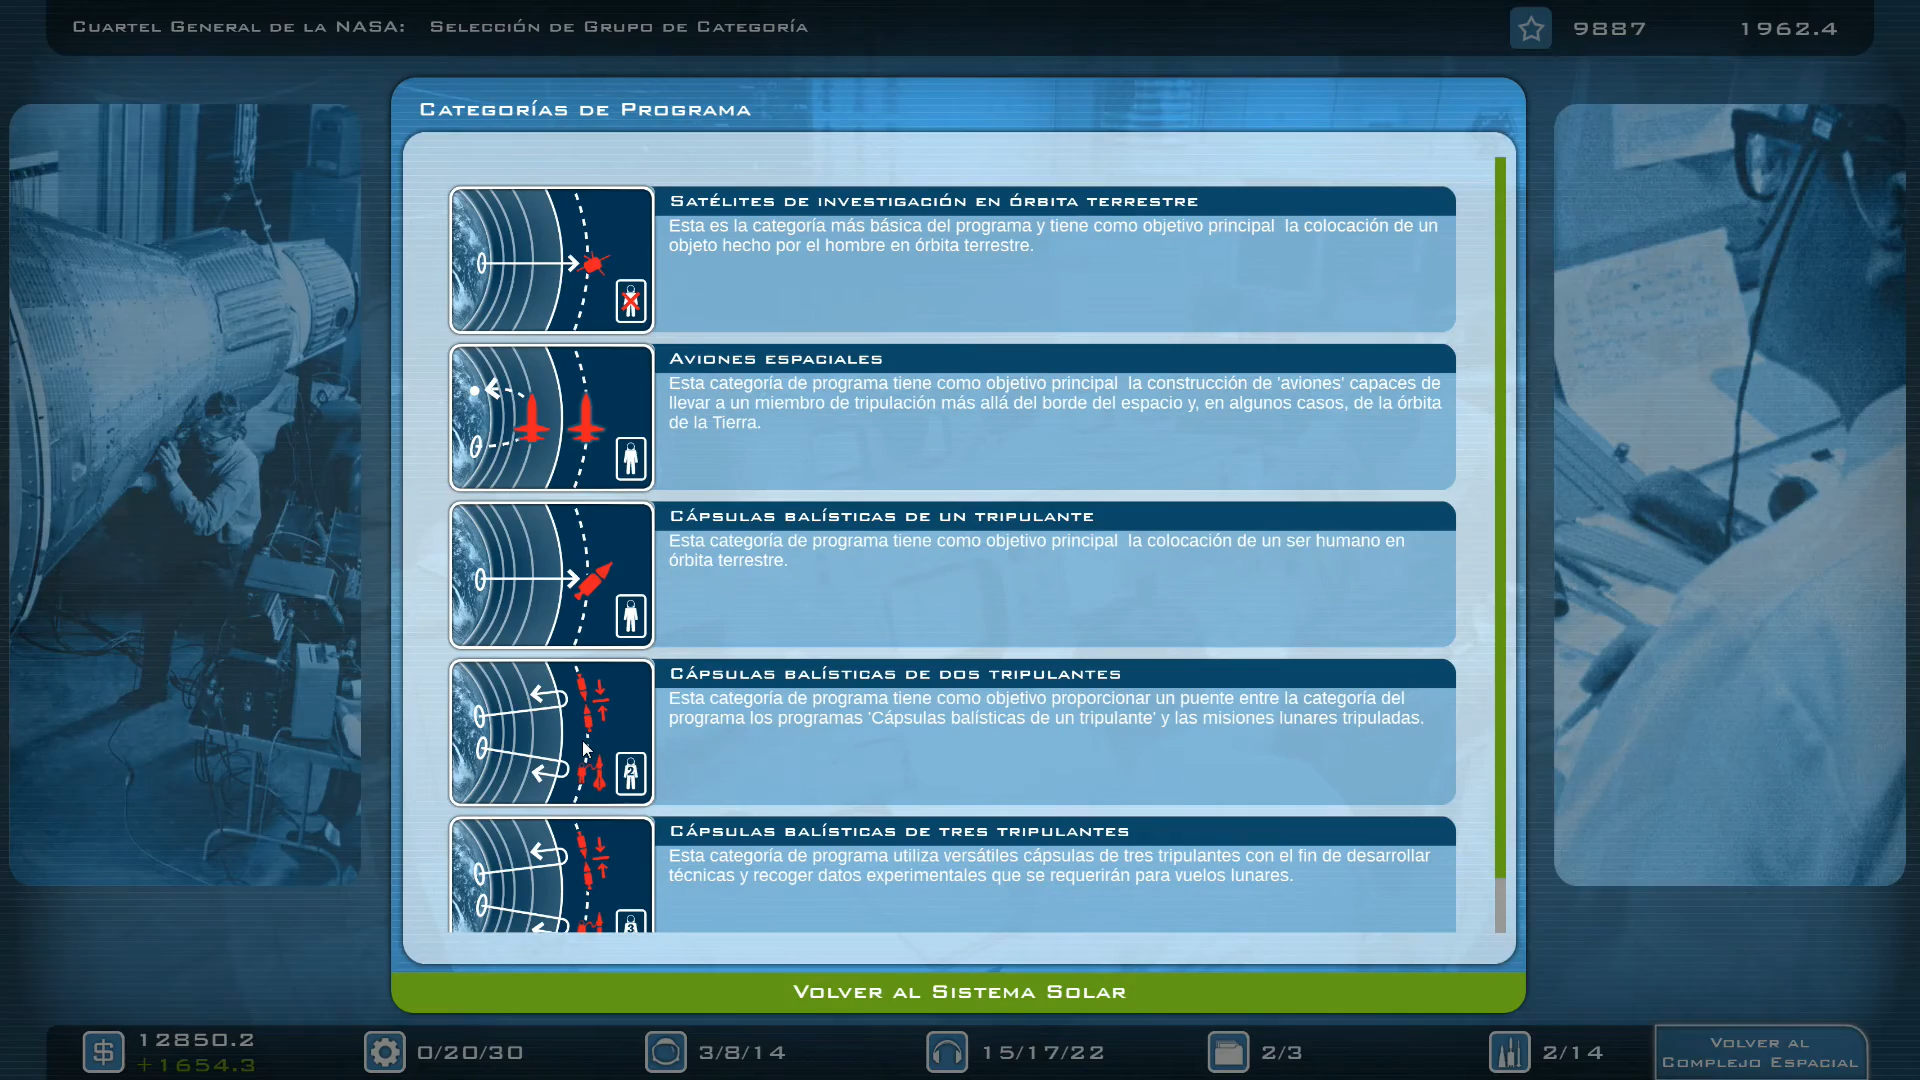 Cuartel General de la NASA: Selección de Grupo de Categoría
9887
1962.4
Categorías de Programa
Satélites de investigación en órbita terrestre
Esta es la categoría más básica del programa y tiene como objetivo principal la colocación de un
objeto hecho por el hombre en órbita terrestre.
Aviones espaciales
Esta categoría de programa tiene como objetivo principal la construcción de 'aviones' capaces de
llevar a un miembro de tripulación más allá del borde del espacio y, en algunos casos, de la órbita
de la Tierra.
Cápsulas balísticas de un tripulante
Esta categoría de programa tiene como objetivo principal la colocación de un ser humano en
órbita terrestre.
Cápsulas balísticas de dos tripulantes
Esta categoría de programa tiene como objetivo proporcionar un puente entre la categoría del
programa los programas 'Cápsulas balísticas de un tripulante' y las misiones lunares tripuladas.
2
Cápsulas balísticas de tres tripulantes
Esta categoría de programa utiliza versátiles cápsulas de tres tripulantes con el fin de desarrollar
técnicas y recoger datos experimentales que se requerirán para vuelos lunares.
3
Volver al Sistema Solar
$ 12850.2
+1654.3
0/20/30
3/8/14
15/17/22
2/3
2/14
Volver al
Complejo Espacial